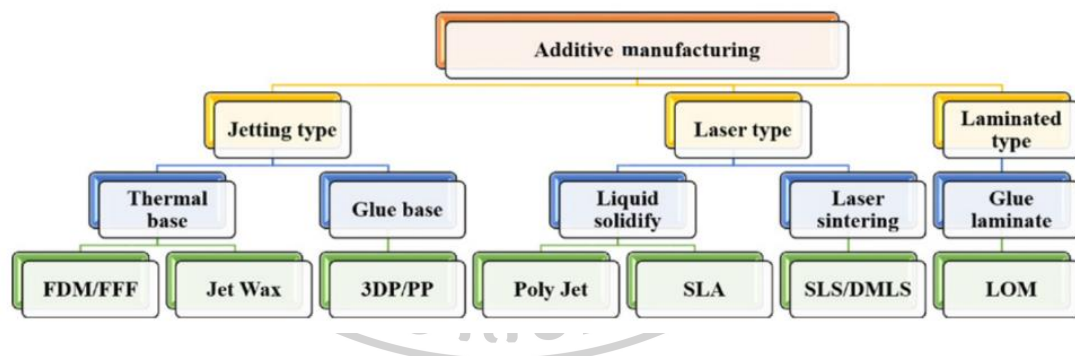 Additive manufacturing
Jetting type
Laser type
Laminated
type
Thermal
base
Glue base
Liquid
solidify
Laser
sintering
Glue
laminate
FDM/FFF
Jet Wax
3DP/PP
Poly Jet
SLA
SLS/DMLS
LOM